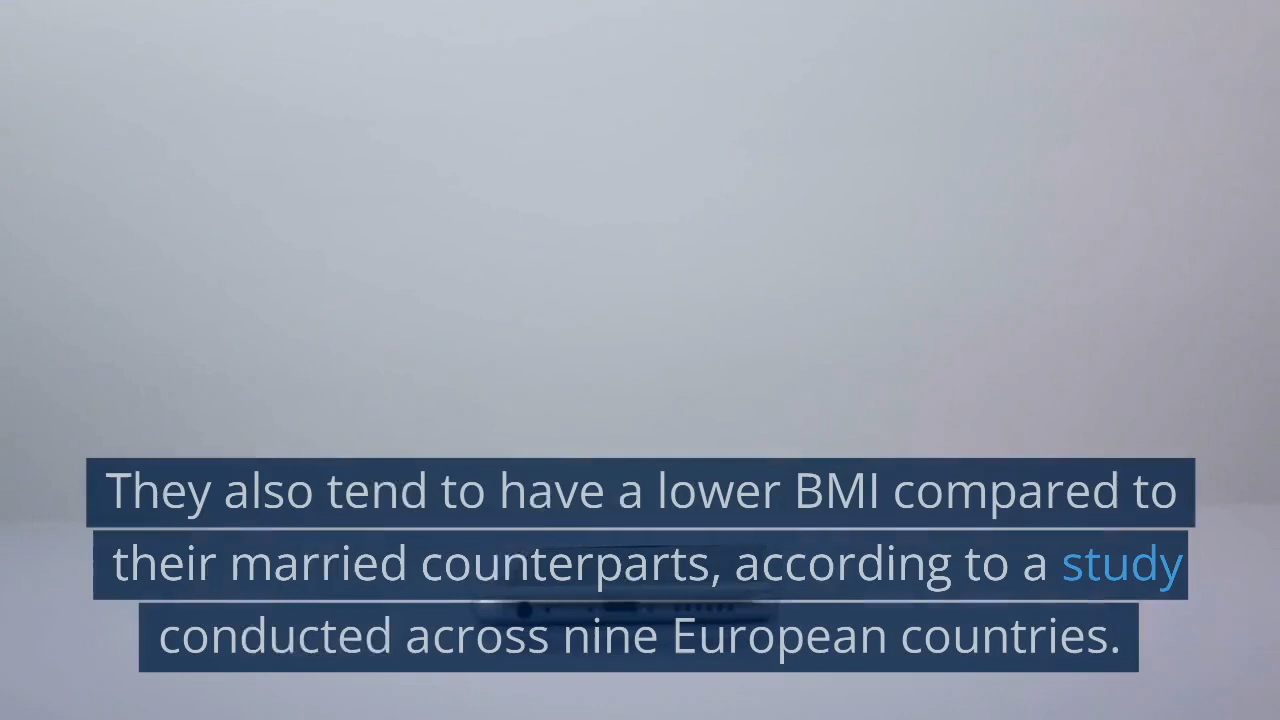 They also tend to have a lower BMI compared to
their married counterparts, according to a study
conducted across nine European countries.